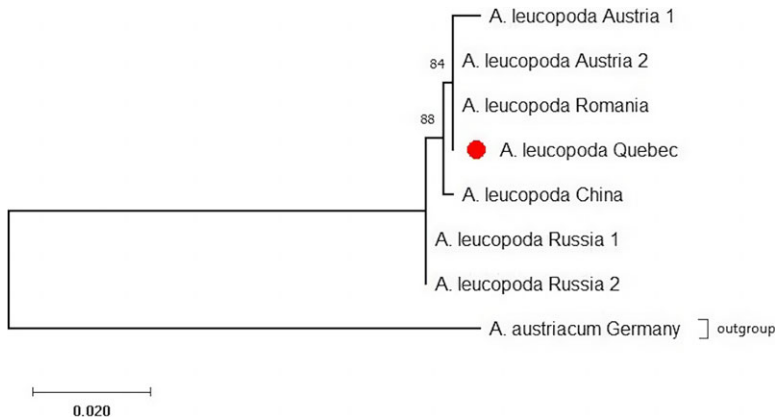 A. leucopoda Austria 1
84
A. leucopoda Austria 2
A. leucopoda Romania
88
A. leucopoda Quebec
A. leucopoda China
A. leucopoda Russia 1
A. leucopoda Russia 2
A. austriacum Germany outgroup
0.020